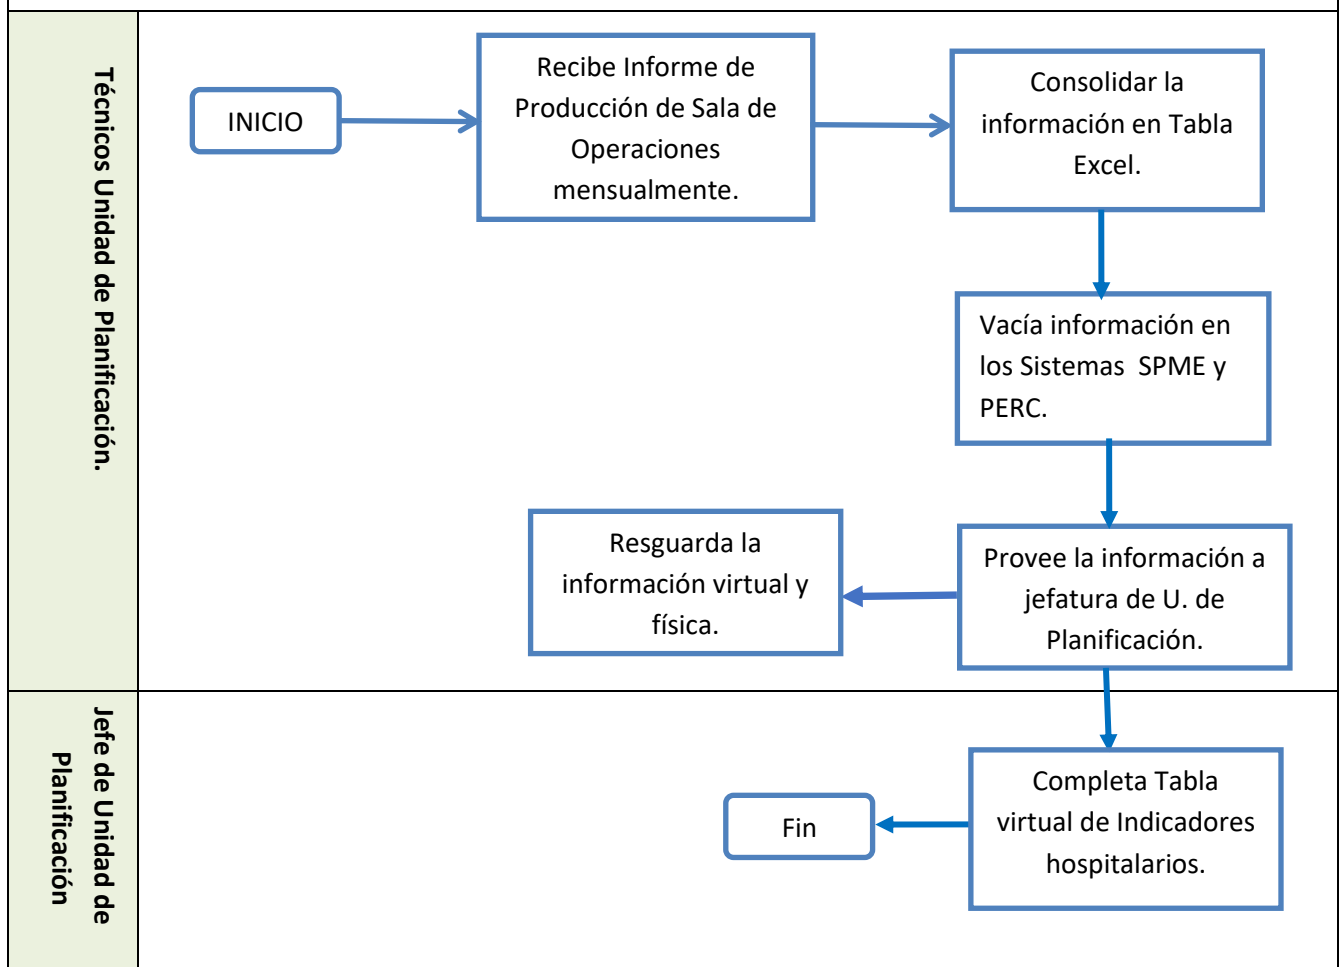 Técnicos Unidad de Planificación.
INICIO
Recibe Informe de
Producción de Sala de
Operaciones
mensualmente.
Consolidar la
información en Tabla
Excel.
Vacía información en
los Sistemas  SPME y
PERC.
Provee la información a
jefatura de U. de
Planificación.
Resguarda la
información virtual y
física.
Jefe de Unidad de
Planificación
Completa Tabla
virtual de Indicadores
hospitalarios.
Fin